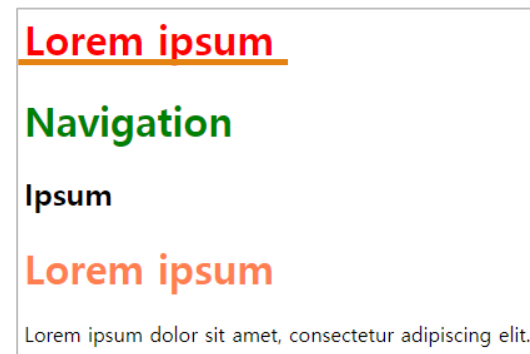 Lorem ipsum
Navigation
Ipsum
Lorem ipsum
Lorem ipsum dolor sit amet, consectetur adipiscing elit.